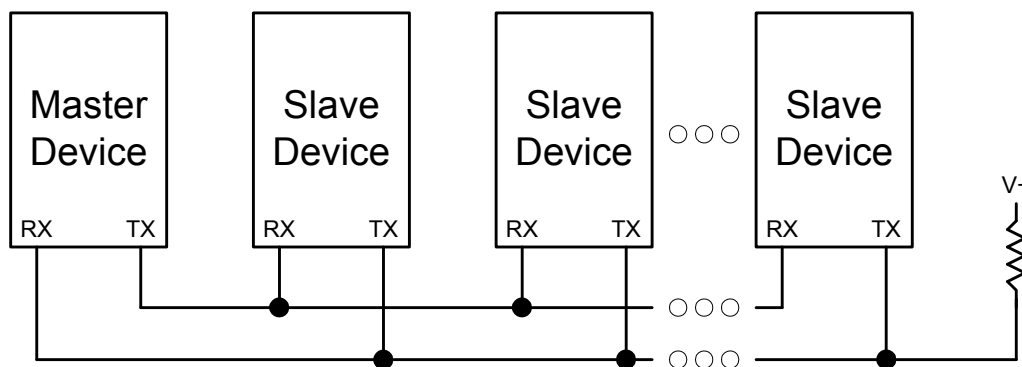 Master
Device
Slave
Device
Slave
Device
Slave
Device
RX TX
RX TX
RX TX
RX TX
V+